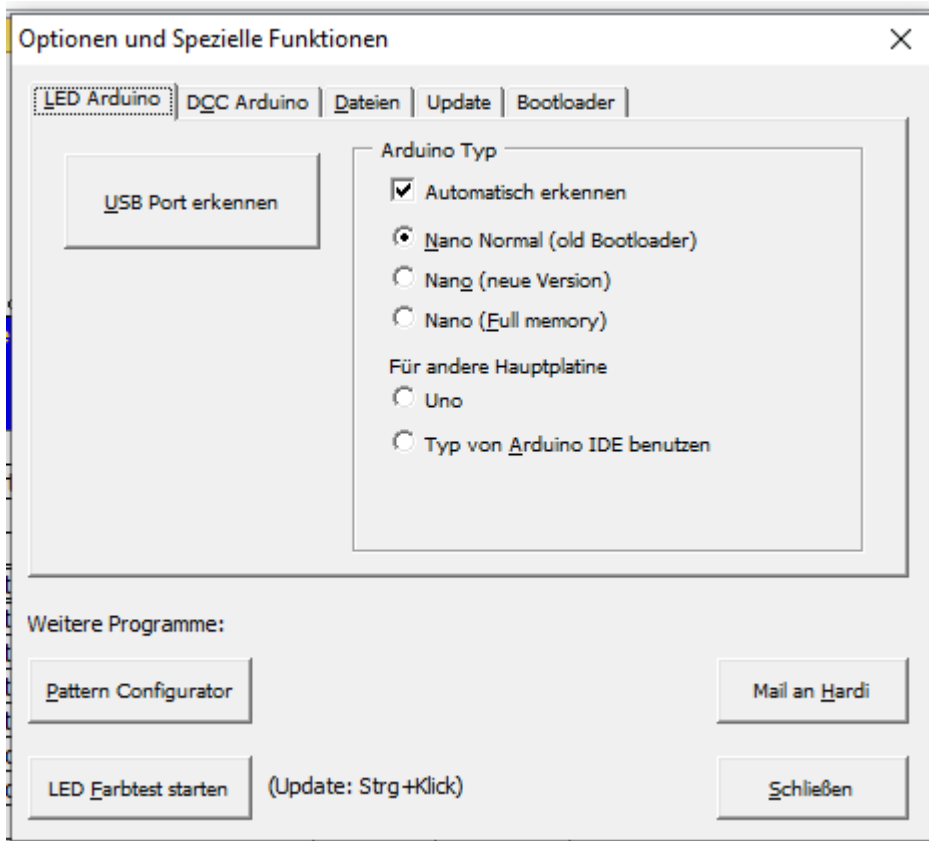 Optionen und Spezielle Funktionen
LED Arduino
DCC Arduino
Dateien
Update
Bootloader
USB Port erkennen
Arduino Typ
Automatisch erkennen
Nano Normal (old Bootloader)
Nano (neue Version)
Nano (Full memory)
Für andere Hauptplatine
Uno
Typ von Arduino IDE benutzen
Weitere Programme:
Pattern Configurator
Mail an Hardi
LED Farbtest starten
(Update: Strg+Klick)
Schließen